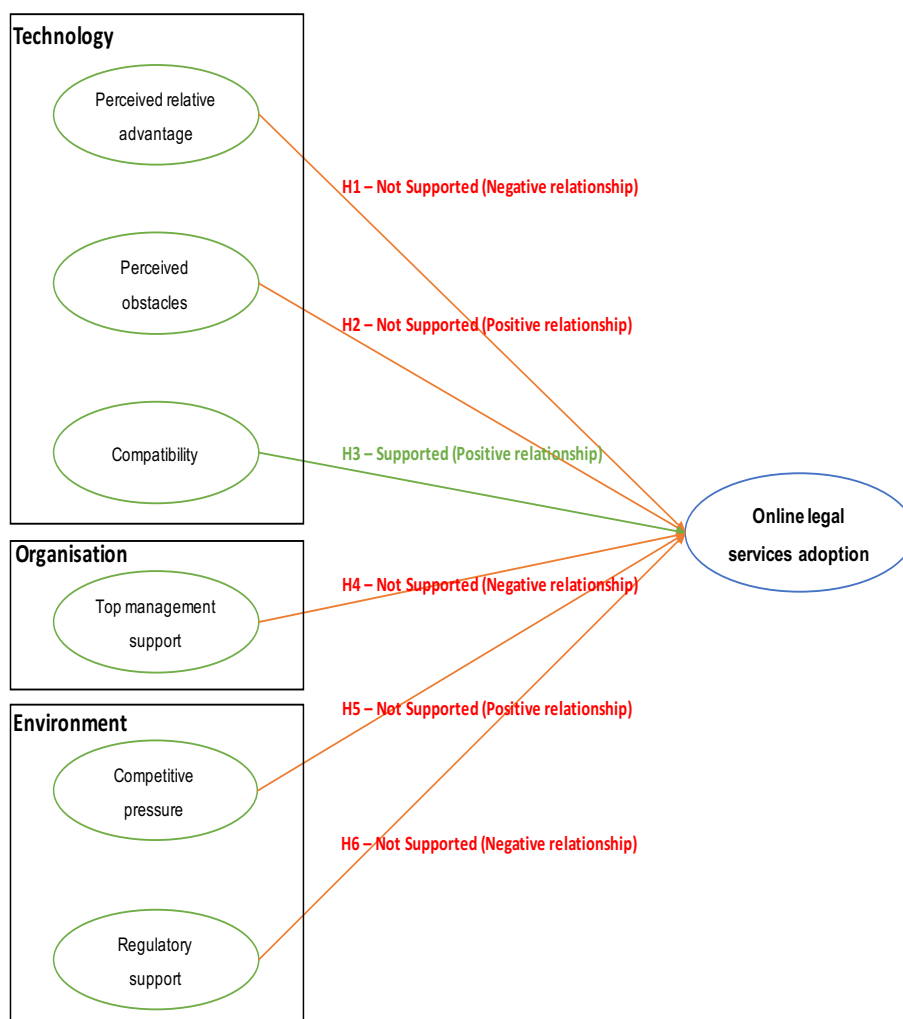 Technology
Perceived relative
advantage
H1 – Not Supported (Negative relationship)
Perceived
obstacles
H2 – Not Supported (Positive relationship)
Compatibility
H3 – Supported (Positive relationship)
Online legal
services adoption
Organisation
Top management
support
H4 – Not Supported (Negative relationship)
Environment
Competitive
pressure
H5 – Not Supported (Positive relationship)
Regulatory
support
H6 – Not Supported (Negative relationship)